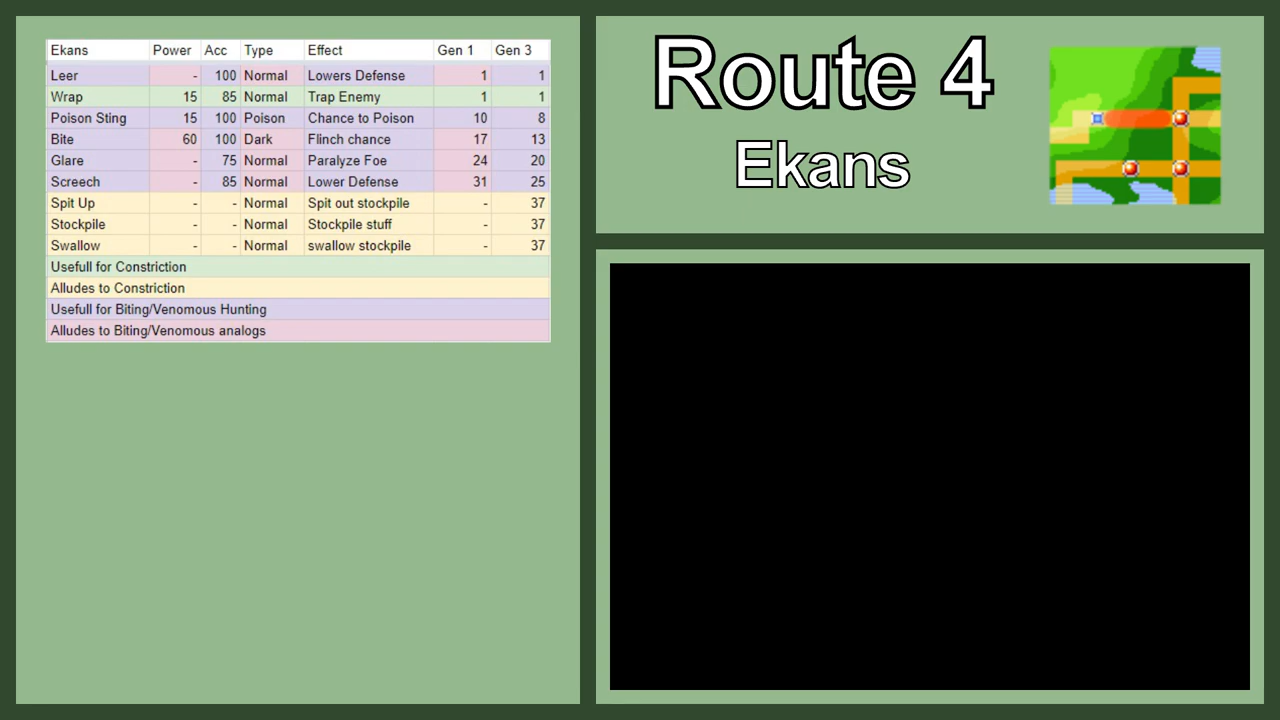 Ekans Power Acc Type Effect Gen 1 Gen 3
Leer - 100 Normal Lowers Defense 1 1
Wrap 15 85 Normal Trap Enemy 1 1
Poison Sting 15 100 Poison Chance to Poison 10 8
Bite 60 100 Dark Flinch chance 17 13
Glare - 75 Normal Paralyze Foe 24 20
Screech - 85 Normal Lower Defense 31 25
Spit Up - - Normal Spit out stockpile - 37
Stockpile - - Normal Stockpile stuff - 37
Swallow - - Normal swallow stockpile - 37
Usefull for Constriction
Alludes to Constriction
Usefull for Biting/Venomous Hunting
Alludes to Biting/Venomous analogs
Route 4
Ekans